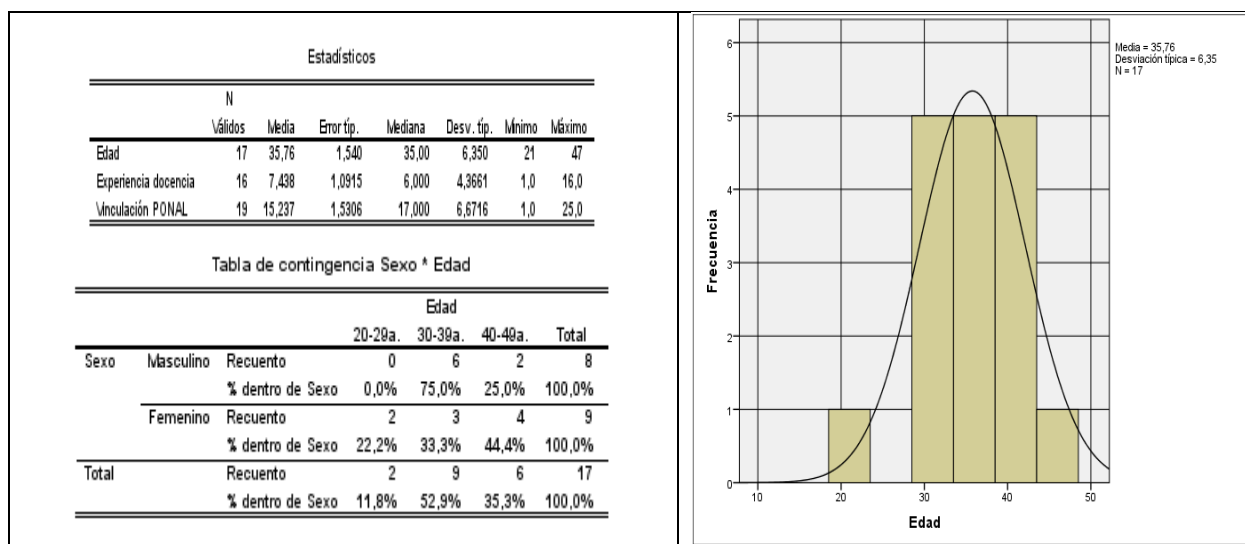 Estadísticos
N
Válidos Media Error típ. Mediana Desv. típ. Mínimo Máximo
Edad 17 35,76 1,540 35,00 6,350 21 47
Experiencia docencia 16 7,438 1,0915 6,000 4,3661 1,0 16,0
Vinculación PONAL 19 15,237 1,5306 17,000 6,6716 1,0 25,0
Tabla de contingencia Sexo * Edad
Edad
20-29a. 30-39a. 40-49a. Total
Sexo Masculino Recuento 0 6 2 8
% dentro de Sexo 0,0% 75,0% 25,0% 100,0%
Femenino Recuento 2 3 4 9
% dentro de Sexo 22,2% 33,3% 44,4% 100,0%
Total Recuento 2 9 6 17
% dentro de Sexo 11,8% 52,9% 35,3% 100,0%
Media = 35,76
Desviación típica = 6,35
N = 17
Frecuencia
6
5
4
3
2
1
0
10 20 30 40 50
Edad